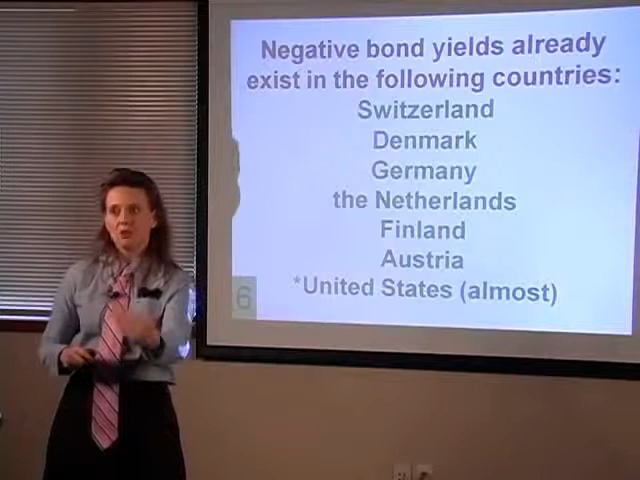 Negative bond yields already
exist in the following countries:
Switzerland
Denmark
Germany
the Netherlands
Finland
Austria
*United States (almost)
6